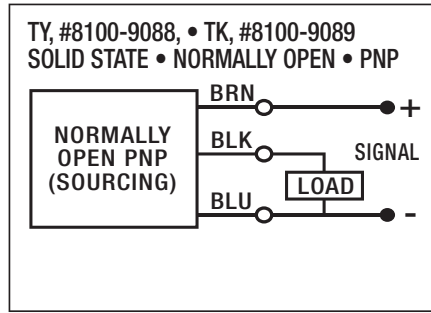 TY, #8100-9088, • TK, #8100-9089
SOLID STATE • NORMALLY OPEN • PNP
BRN
+
NORMALLY
OPEN PNP
(SOURCING)
BLK
SIGNAL
LOAD
BLU
-